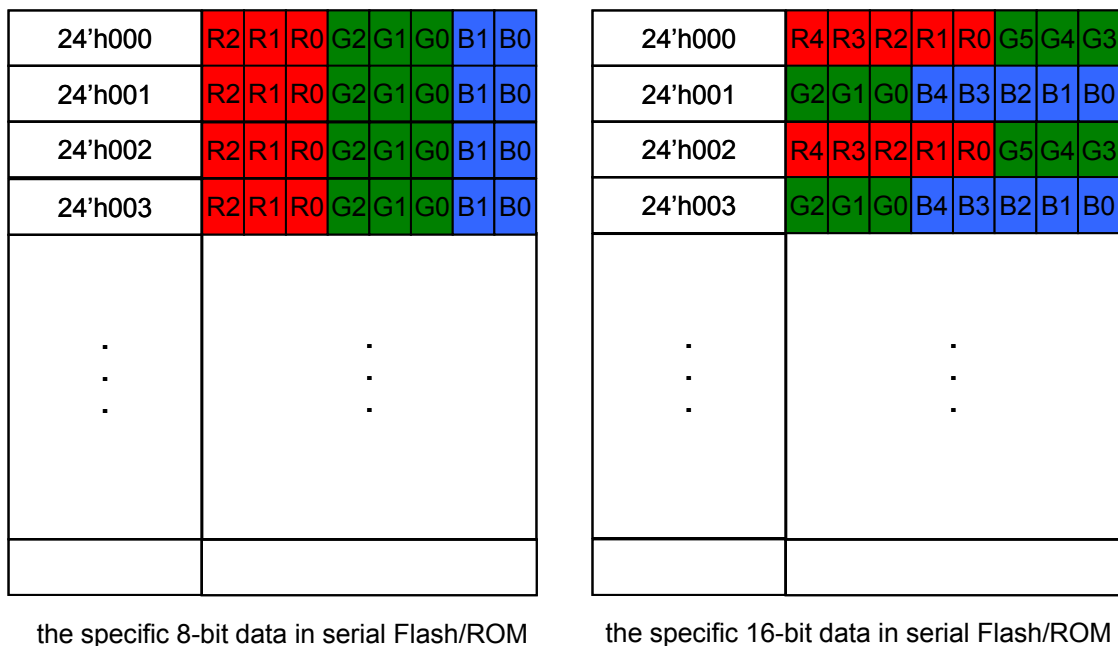 24'h000 R2 R1 R0 G2 G1 G0 B1 B0
24'h001 R2 R1 R0 G2 G1 G0 B1 B0
24'h002 R2 R1 R0 G2 G1 G0 B1 B0
24'h003 R2 R1 R0 G2 G1 G0 B1 B0
the specific 8-bit data in serial Flash/ROM
24'h000 R4 R3 R2 R1 R0 G5 G4 G3
24'h001 G2 G1 G0 B4 B3 B2 B1 B0
24'h002 R4 R3 R2 R1 R0 G5 G4 G3
24'h003 G2 G1 G0 B4 B3 B2 B1 B0
the specific 16-bit data in serial Flash/ROM